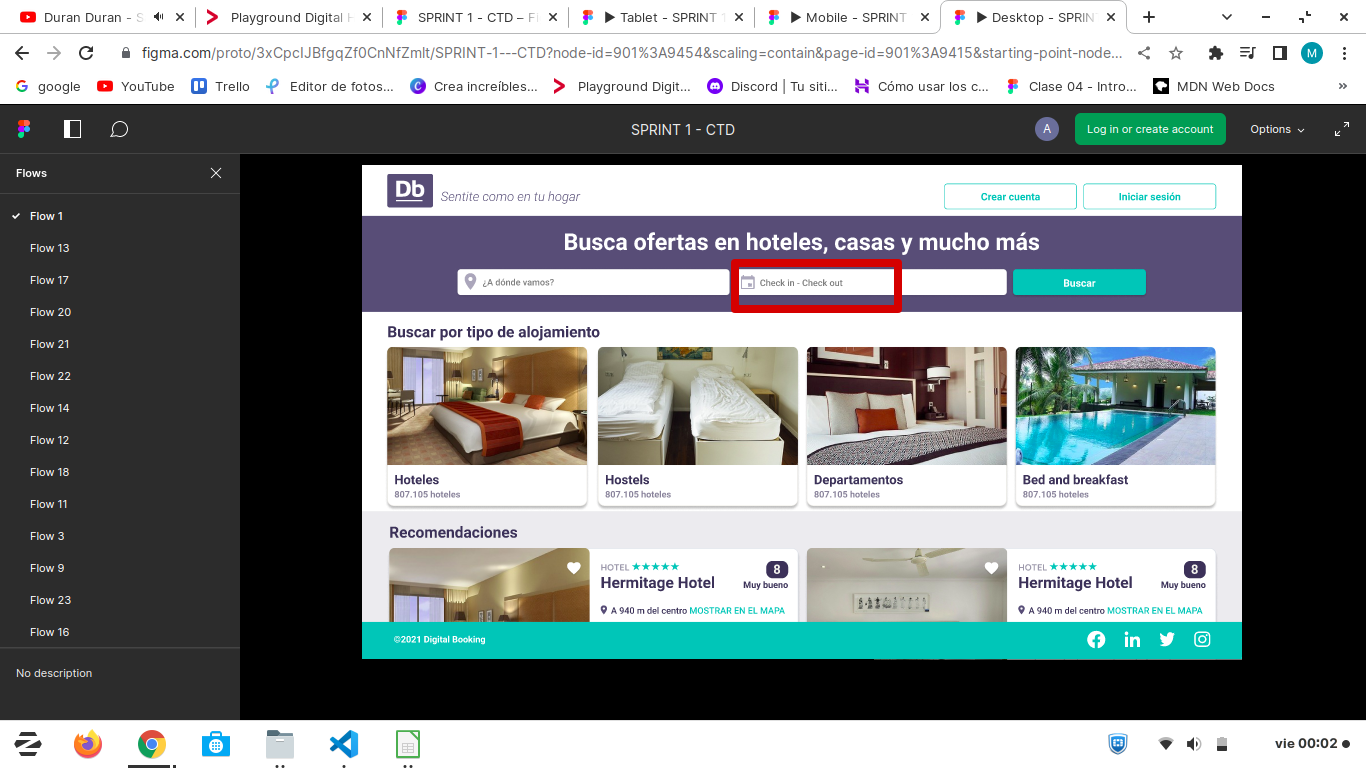 Duran Duran - S
Playground Digital H
SPRINT 1 - CTD – Fi
▶ Tablet - SPRINT 1
▶ Mobile - SPRINT
▶ Desktop - SPRIN
figma.com/proto/3xCpcIJBfgqZf0CnNfZmlt/SPRINT-1---CTD?node-id=901%3A9454&scaling=contain&page-id=901%3A9415&starting-point-node...
M
google
YouTube
Trello
Editor de fotos...
Crea increíbles...
Playground Digit...
Discord | Tu siti...
Cómo usar los c...
Clase 04 - Intro...
MDN Web Docs
»
SPRINT 1 - CTD
A
Log in or create account
Options
Flows
Flow 1
Flow 13
Flow 17
Flow 20
Flow 21
Flow 22
Flow 14
Flow 12
Flow 18
Flow 11
Flow 3
Flow 9
Flow 23
Flow 16
No description
Db
Sentite como en tu hogar
Crear cuenta
Iniciar sesión
Busca ofertas en hoteles, casas y mucho más
¿A dónde vamos?
Check in - Check out
Buscar
Buscar por tipo de alojamiento
Hoteles
807.105 hoteles
Hostels
807.105 hoteles
Departamentos
807.105 hoteles
Bed and breakfast
807.105 hoteles
Recomendaciones
HOTEL ★★★★★
8
Hermitage Hotel
Muy bueno
A 940 m del centro MOSTRAR EN EL MAPA
HOTEL ★★★★★
8
Hermitage Hotel
Muy bueno
A 940 m del centro MOSTRAR EN EL MAPA
©2021 Digital Booking
vie 00:02